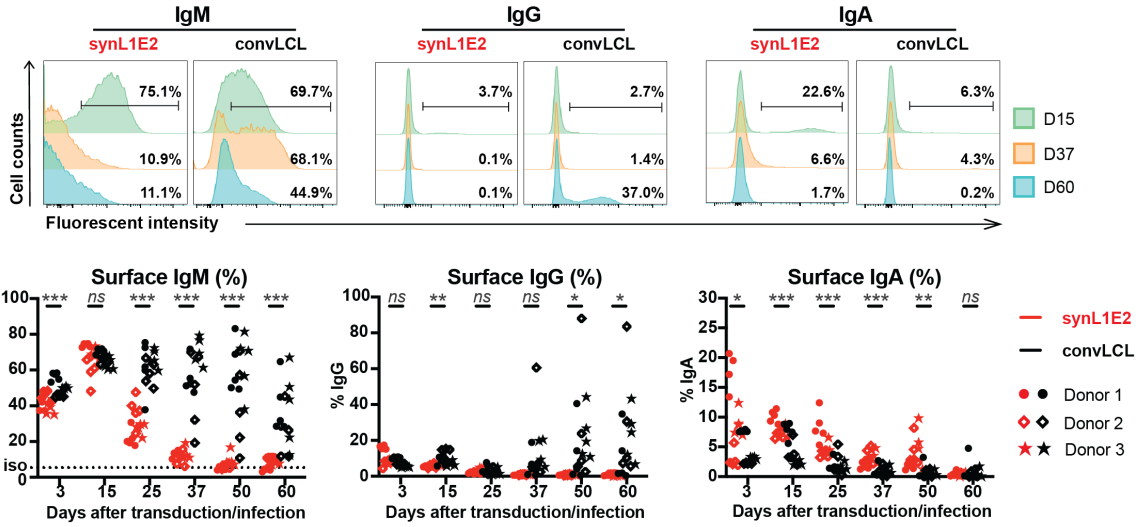 IgM
IgG
IgA
synL1E2
convLCL
synL1E2
convLCL
synL1E2
convLCL
Cell counts
75.1%
10.9%
11.1%
69.7%
68.1%
44.9%
3.7%
0.1%
0.1%
2.7%
1.4%
37.0%
22.6%
6.6%
1.7%
6.3%
4.3%
0.2%
D15
D37
D60
Fluorescent intensity
Surface IgM (%)
*** ns *** *** *** ***
100
80
60
40
20
iso
0
3 15 25 37 50 60
Days after transduction/infection
Surface IgG (%)
ns ** ns ns * *
% IgG
100
80
60
40
20
0
3 15 25 37 50 60
Days after transduction/infection
Surface IgA (%)
* *** *** *** ** ns
% IgA
30
25
20
15
10
5
0
3 15 25 37 50 60
Days after transduction/infection
synL1E2
convLCL
Donor 1
Donor 2
Donor 3